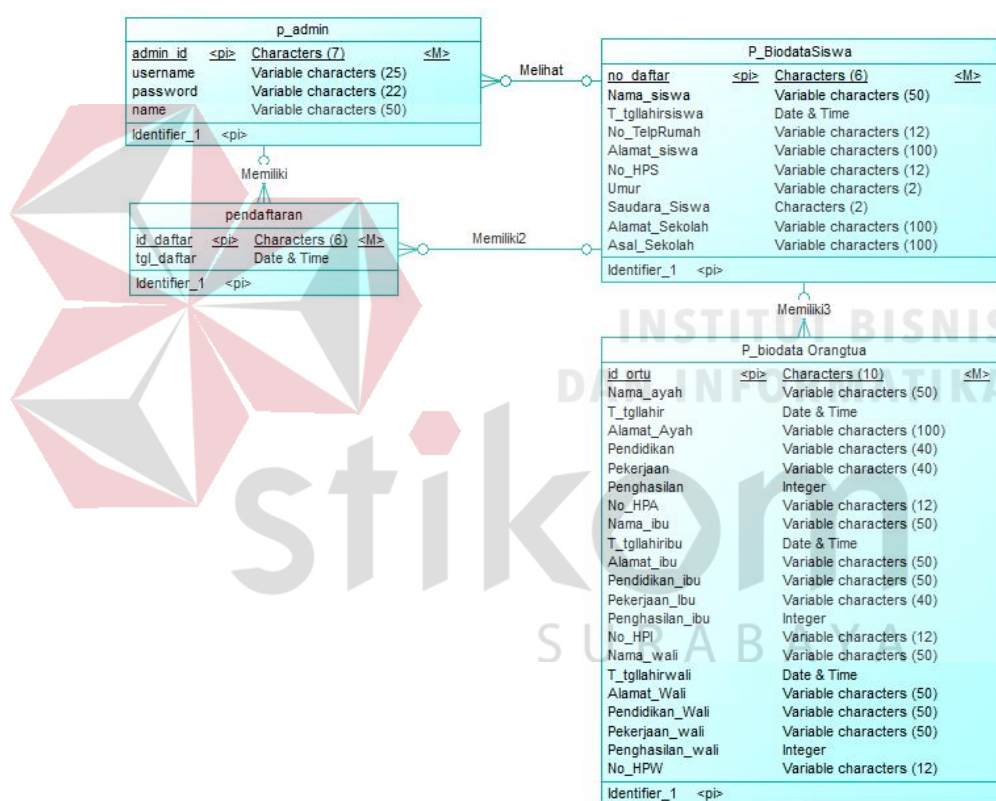 p_admin
admin_id <pi> Characters (7) <M>
username Variable characters (25)
password Variable characters (22)
name Variable characters (50)
Identifier_1 <pi>
Melihat
P_BiodataSiswa
no_daftar <pi> Characters (6) <M>
Nama_siswa Variable characters (50)
T_tgllahirsiswa Date & Time
No_TelpRumah Variable characters (12)
Alamat_siswa Variable characters (100)
No_HPS Variable characters (12)
Umur Variable characters (2)
Saudara_Siswa Characters (2)
Alamat_Sekolah Variable characters (100)
Asal_Sekolah Variable characters (100)
Identifier_1 <pi>
Memiliki
pendaftaran
id_daftar <pi> Characters (6) <M>
tgl_daftar Date & Time
Identifier_1 <pi>
Memiliki2
Memiliki3
INSTITUT BISNIS
DAN INFORMATIKA
stikom
SURABAYA
P_biodata Orangtua
id_ortu <pi> Characters (10) <M>
Nama_ayah Variable characters (50)
T_tgllahir Date & Time
Alamat_Ayah Variable characters (100)
Pendidikan Variable characters (40)
Pekerjaan Variable characters (40)
Penghasilan Integer
No_HPA Variable characters (12)
Nama_ibu Variable characters (50)
T_tgllahiribu Date & Time
Alamat_ibu Variable characters (50)
Pendidikan_ibu Variable characters (50)
Pekerjaan_Ibu Variable characters (40)
Penghasilan_ibu Integer
No_HPI Variable characters (12)
Nama_wali Variable characters (50)
T_tgllahirwali Date & Time
Alamat_Wali Variable characters (50)
Pendidikan_Wali Variable characters (50)
Pekerjaan_wali Variable characters (50)
Penghasilan_wali Integer
No_HPW Variable characters (12)
Identifier_1 <pi>